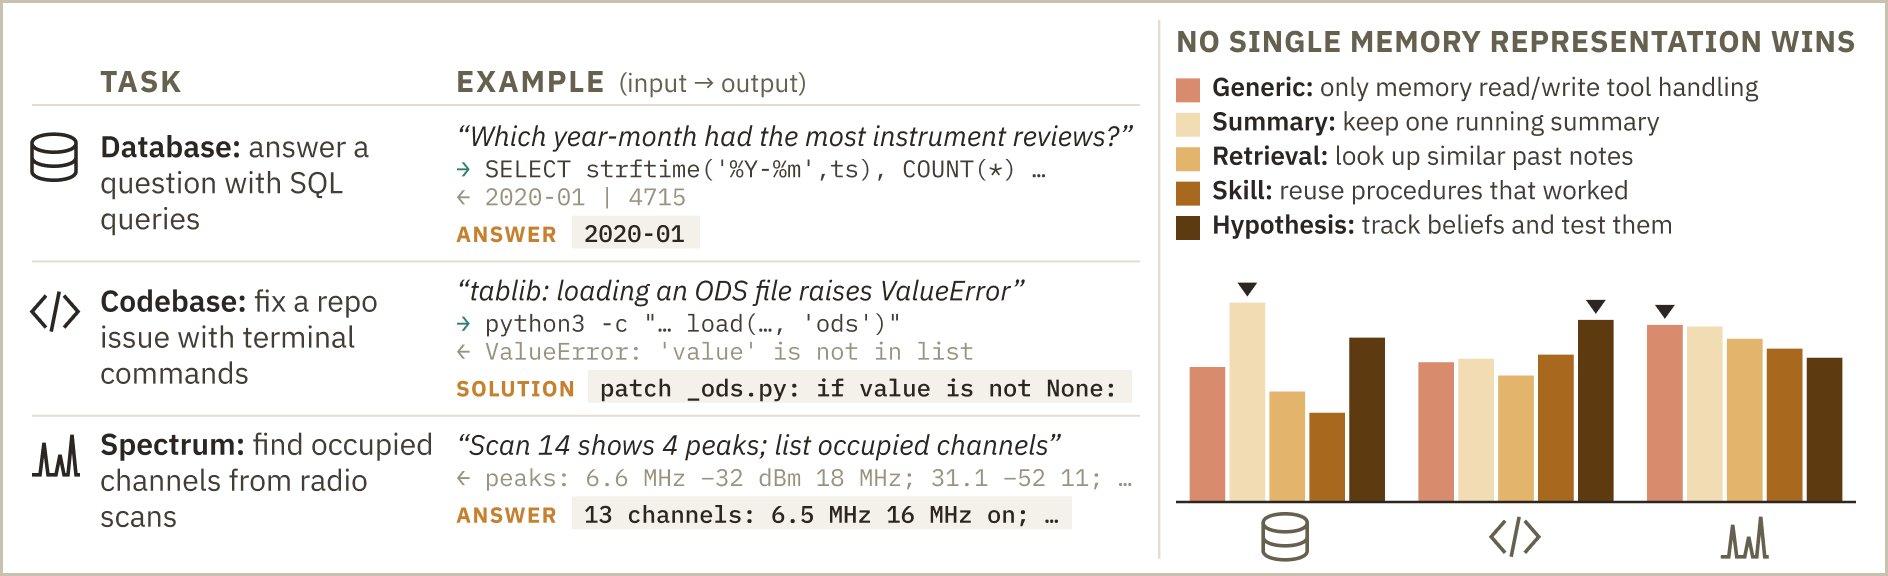 TASK
EXAMPLE (input → output)
Database: answer a
question with SQL
queries
“Which year-month had the most instrument reviews?”
→ SELECT strftime('%Y-%m',ts), COUNT(*) …
← 2020-01 | 4715
ANSWER 2020-01
Codebase: fix a repo
issue with terminal
commands
“tablib: loading an ODS file raises ValueError”
→ python3 -c "… load(…, 'ods')"
← ValueError: 'value' is not in list
SOLUTION patch _ods.py: if value is not None:
Spectrum: find occupied
channels from radio
scans
“Scan 14 shows 4 peaks; list occupied channels”
← peaks: 6.6 MHz −32 dBm 18 MHz; 31.1 −52 11; …
ANSWER 13 channels: 6.5 MHz 16 MHz on; …
NO SINGLE MEMORY REPRESENTATION WINS
Generic: only memory read/write tool handling
Summary: keep one running summary
Retrieval: look up similar past notes
Skill: reuse procedures that worked
Hypothesis: track beliefs and test them